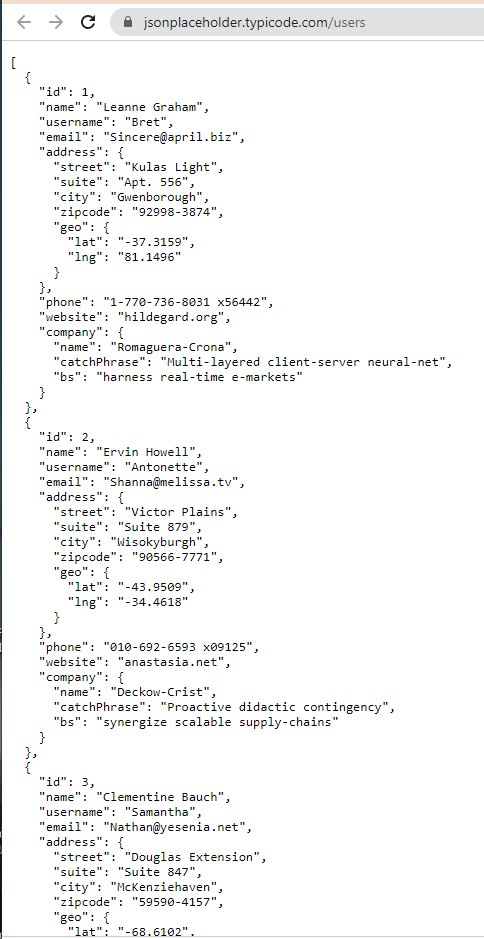 jsonplaceholder.typicode.com/users
[
  {
    "id": 1,
    "name": "Leanne Graham",
    "username": "Bret",
    "email": "Sincere@april.biz",
    "address": {
      "street": "Kulas Light",
      "suite": "Apt. 556",
      "city": "Gwenborough",
      "zipcode": "92998-3874",
      "geo": {
        "lat": "-37.3159",
        "lng": "81.1496"
      }
    },
    "phone": "1-770-736-8031 x56442",
    "website": "hildegard.org",
    "company": {
      "name": "Romaguera-Crona",
      "catchPhrase": "Multi-layered client-server neural-net",
      "bs": "harness real-time e-markets"
    }
  },
  {
    "id": 2,
    "name": "Ervin Howell",
    "username": "Antonette",
    "email": "Shanna@melissa.tv",
    "address": {
      "street": "Victor Plains",
      "suite": "Suite 879",
      "city": "Wisokyburgh",
      "zipcode": "90566-7771",
      "geo": {
        "lat": "-43.9509",
        "lng": "-34.4618"
      }
    },
    "phone": "010-692-6593 x09125",
    "website": "anastasia.net",
    "company": {
      "name": "Deckow-Crist",
      "catchPhrase": "Proactive didactic contingency",
      "bs": "synergize scalable supply-chains"
    }
  },
  {
    "id": 3,
    "name": "Clementine Bauch",
    "username": "Samantha",
    "email": "Nathan@yesenia.net",
    "address": {
      "street": "Douglas Extension",
      "suite": "Suite 847",
      "city": "McKenziehaven",
      "zipcode": "59590-4157",
      "geo": {
        "lat": "-68.6102",